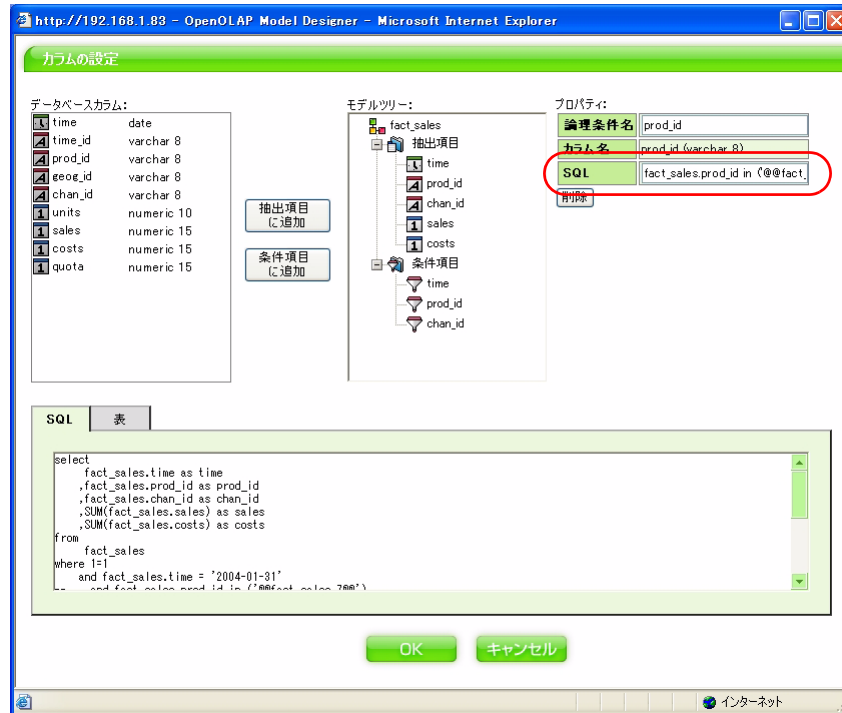 http://192.168.1.83 - OpenOLAP Model Designer - Microsoft Internet Explorer
カラムの設定
データベースカラム:
time date
time_id varchar 8
prod_id varchar 8
geog_id varchar 8
chan_id varchar 8
units numeric 10
sales numeric 15
costs numeric 15
quota numeric 15
抽出項目
に追加
条件項目
に追加
モデルツリー:
fact_sales
抽出項目
time
prod_id
chan_id
sales
costs
条件項目
time
prod_id
chan_id
プロパティ:
論理条件名 prod_id
カラム名 prod_id (varchar 8)
SQL fact_sales.prod_id in ('@@fact_
削除
SQL 表
select
fact_sales.time as time
,fact_sales.prod_id as prod_id
,fact_sales.chan_id as chan_id
,SUM(fact_sales.sales) as sales
,SUM(fact_sales.costs) as costs
from
fact_sales
where 1=1
and fact_sales.time = '2004-01-31'
-- and fact_sales.prod_id in ('@@fact_sales.7@@')
OK キャンセル
インターネット